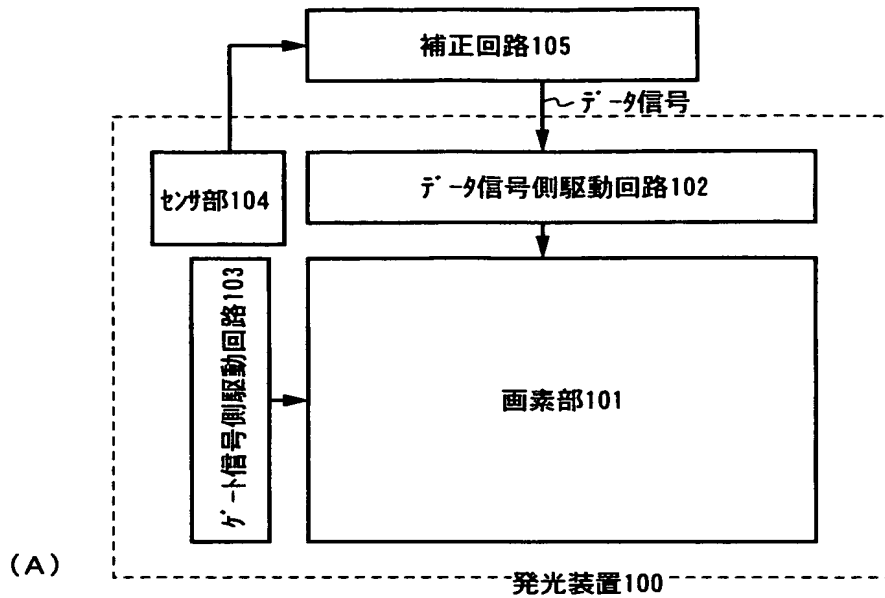 補正回路105
データ信号
センサ部104
データ信号側駆動回路102
ゲート信号側駆動回路103
画素部101
(A)
発光装置100